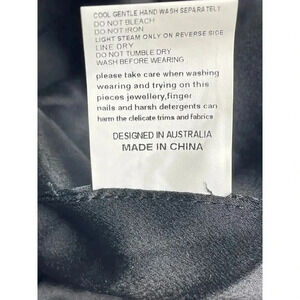 COOL GENTLE HAND WASH SEPARATELY
DO NOT BLEACH
DO NOT IRON
LIGHT STEAM ONLY ON REVERSE SIDE
LINE DRY
DO NOT TUMBLE DRY
WASH BEFORE WEARING
please take care when washing
wearing and trying on this
pieces jewellery,finger
nails and harsh detergents can
harm the clelicate trims and fabrics
DESIGNED IN AUSTRALIA
MADE IN CHINA